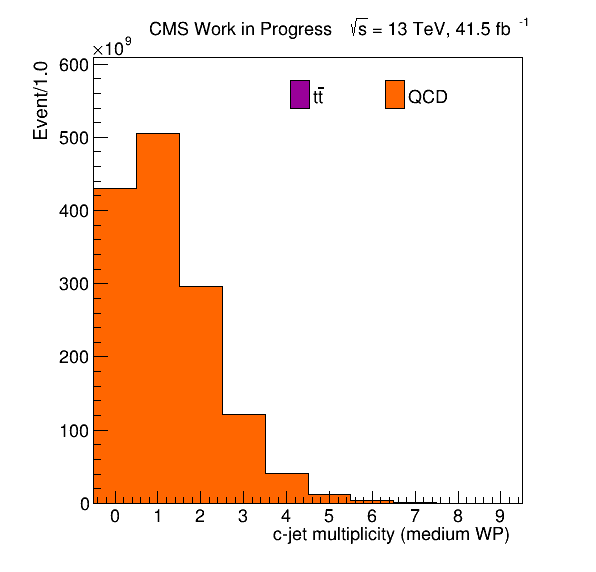 CMS Work in Progress √s = 13 TeV, 41.5 fb⁻¹
×10⁹
Event/1.0
tt̄
QCD
600
500
400
300
200
100
0
0 1 2 3 4 5 6 7 8 9
c-jet multiplicity (medium WP)